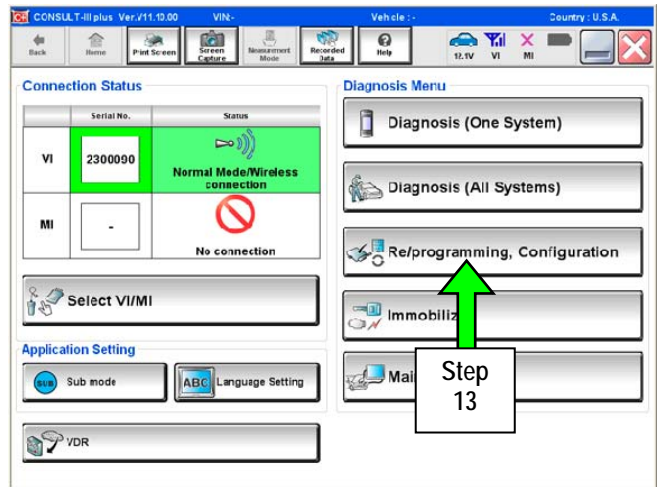 CONSULT-III plus Ver.V11.10.00 VIN:- Vehicle : - Country : U.S.A.
Back
Home
Print Screen
Screen
Capture
Measurement
Mode
Recorded
Data
Help
12.1V VI MI
Connection Status
Serial No. Status
VI 2300090
Normal Mode/Wireless
connection
MI -
No connection
Select VI/MI
Application Setting
SUB Sub mode
ABC Language Setting
VDR
Diagnosis Menu
Diagnosis (One System)
Diagnosis (All Systems)
Re/programming, Configuration
Immobiliz
Mai
Step
13